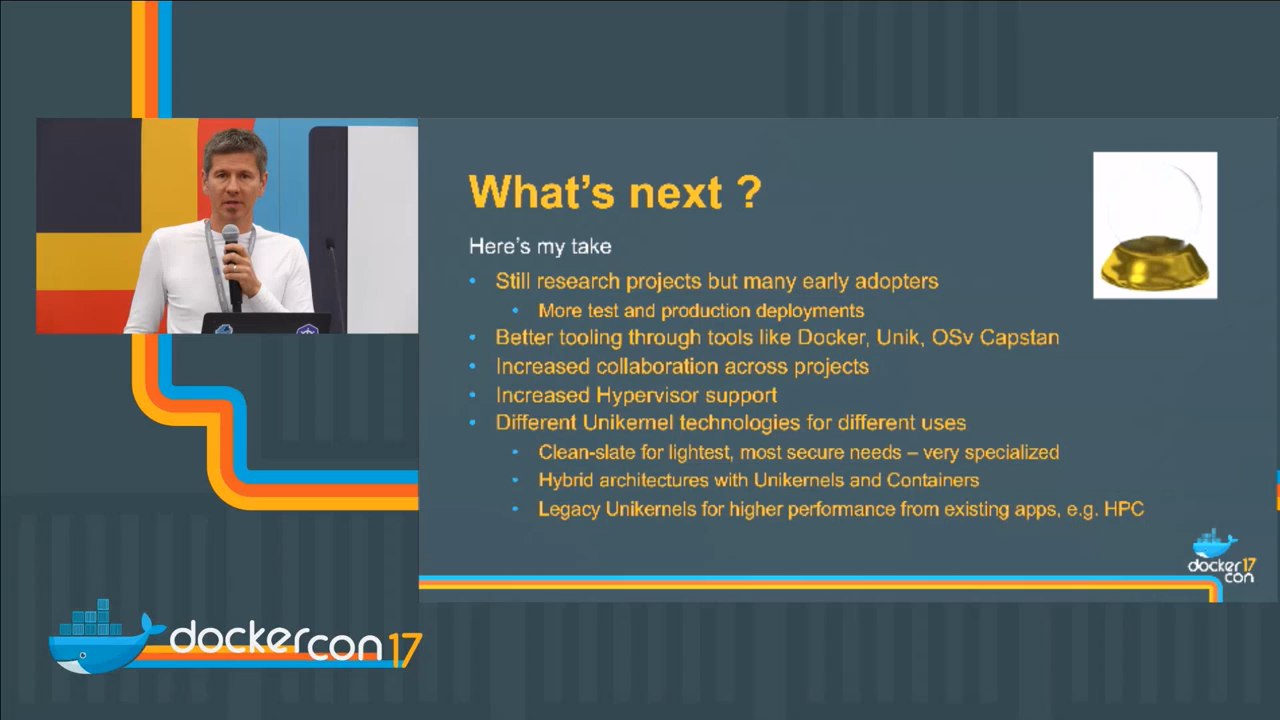 What's next ?
Here's my take
Still research projects but many early adopters
More test and production deployments
Better tooling through tools like Docker, Unik, OSv Capstan
Increased collaboration across projects
Increased Hypervisor support
Different Unikernel technologies for different uses
Clean-slate for lightest, most secure needs – very specialized
Hybrid architectures with Unikernels and Containers
Legacy Unikernels for higher performance from existing apps, e.g. HPC
docker 17
con
dockercon 17